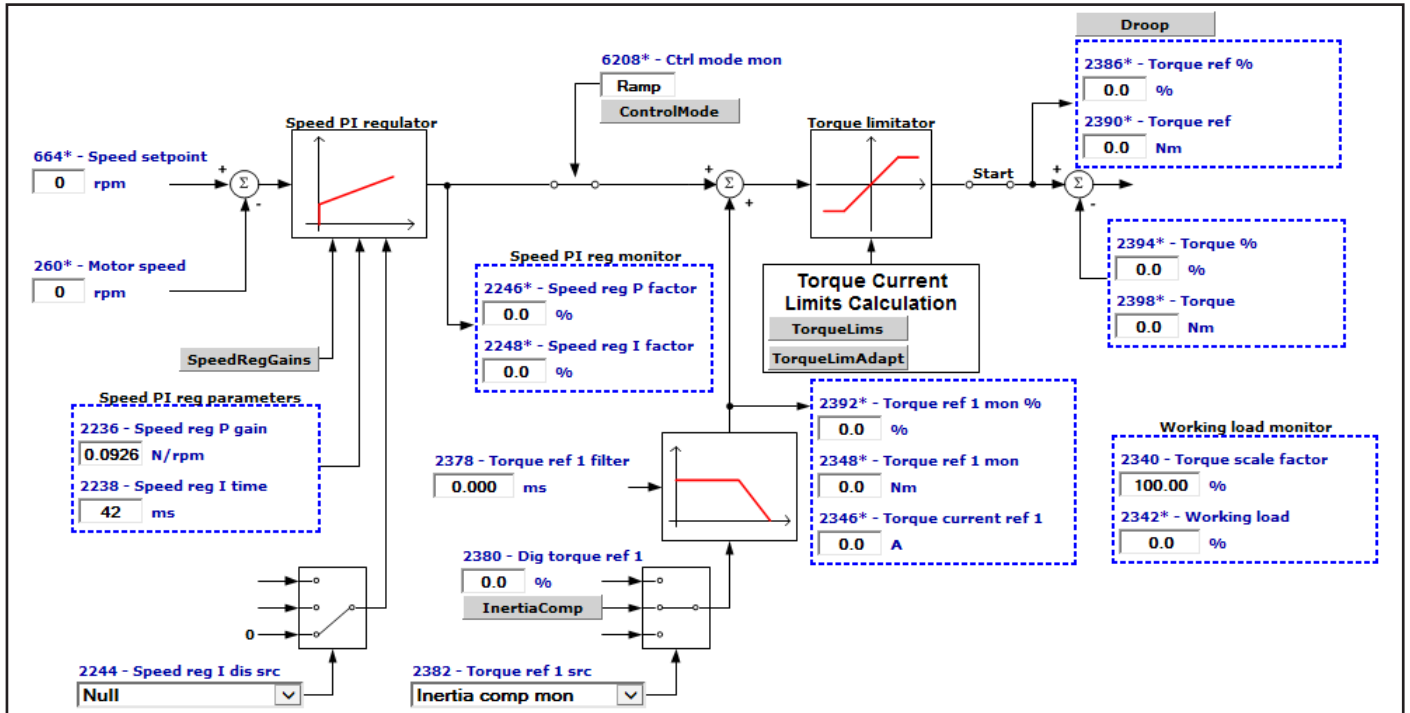 Droop
6208* - Ctrl mode mon
Ramp
ControlMode
2386* - Torque ref %
0.0 %
2390* - Torque ref
0.0 Nm
Speed PI regulator
Torque limitator
664* - Speed setpoint
0 rpm
+
Σ
-
+
Σ
+
Start
+
Σ
-
260* - Motor speed
0 rpm
Speed PI reg monitor
2246* - Speed reg P factor
0.0 %
2248* - Speed reg I factor
0.0 %
Torque Current
Limits Calculation
TorqueLims
TorqueLimAdapt
2394* - Torque %
0.0 %
2398* - Torque
0.0 Nm
SpeedRegGains
Speed PI reg parameters
2236 - Speed reg P gain
0.0926 N/rpm
2238 - Speed reg I time
42 ms
2378 - Torque ref 1 filter
0.000 ms
2392* - Torque ref 1 mon %
0.0 %
2348* - Torque ref 1 mon
0.0 Nm
2346* - Torque current ref 1
0.0 A
Working load monitor
2340 - Torque scale factor
100.00 %
2342* - Working load
0.0 %
2380 - Dig torque ref 1
0.0 %
InertiaComp
0
2244 - Speed reg I dis src
Null
2382 - Torque ref 1 src
Inertia comp mon